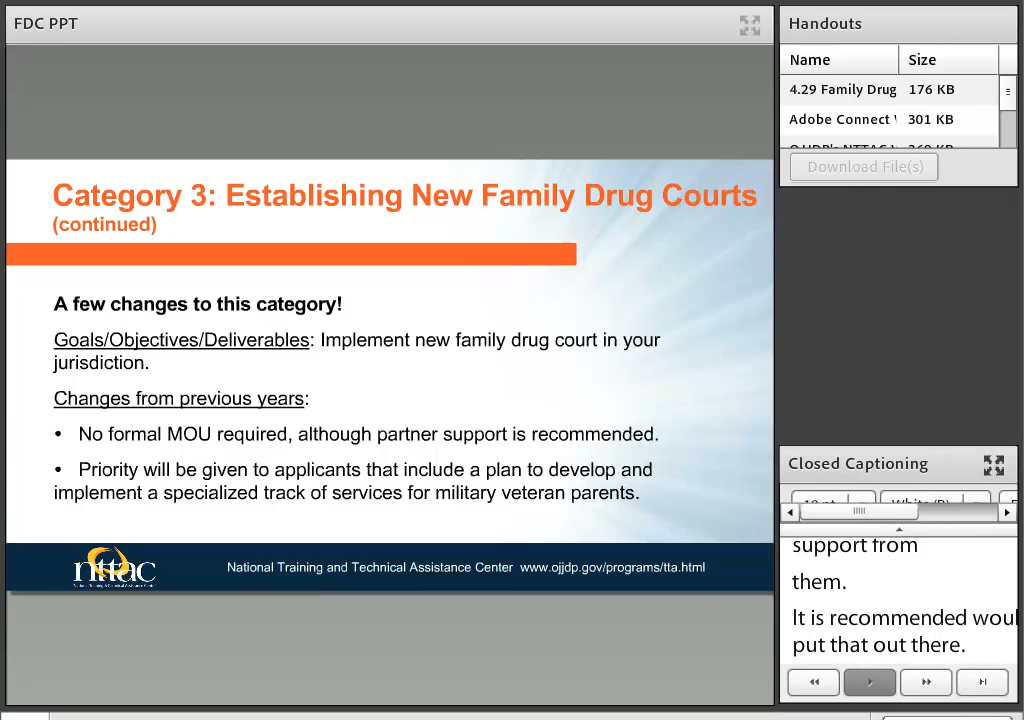 FDC PPT
Category 3: Establishing New Family Drug Courts
(continued)
A few changes to this category!
Goals/Objectives/Deliverables: Implement new family drug court in your
jurisdiction.
Changes from previous years:
• No formal MOU required, although partner support is recommended.
• Priority will be given to applicants that include a plan to develop and
implement a specialized track of services for military veteran parents.
nttac
National Training and Technical Assistance Center www.ojjdp.gov/programs/tta.html
Handouts
Name Size
4.29 Family Drug 176 KB
Adobe Connect 301 KB
Download File(s)
Closed Captioning
support from
them.
It is recommended woul
put that out there.